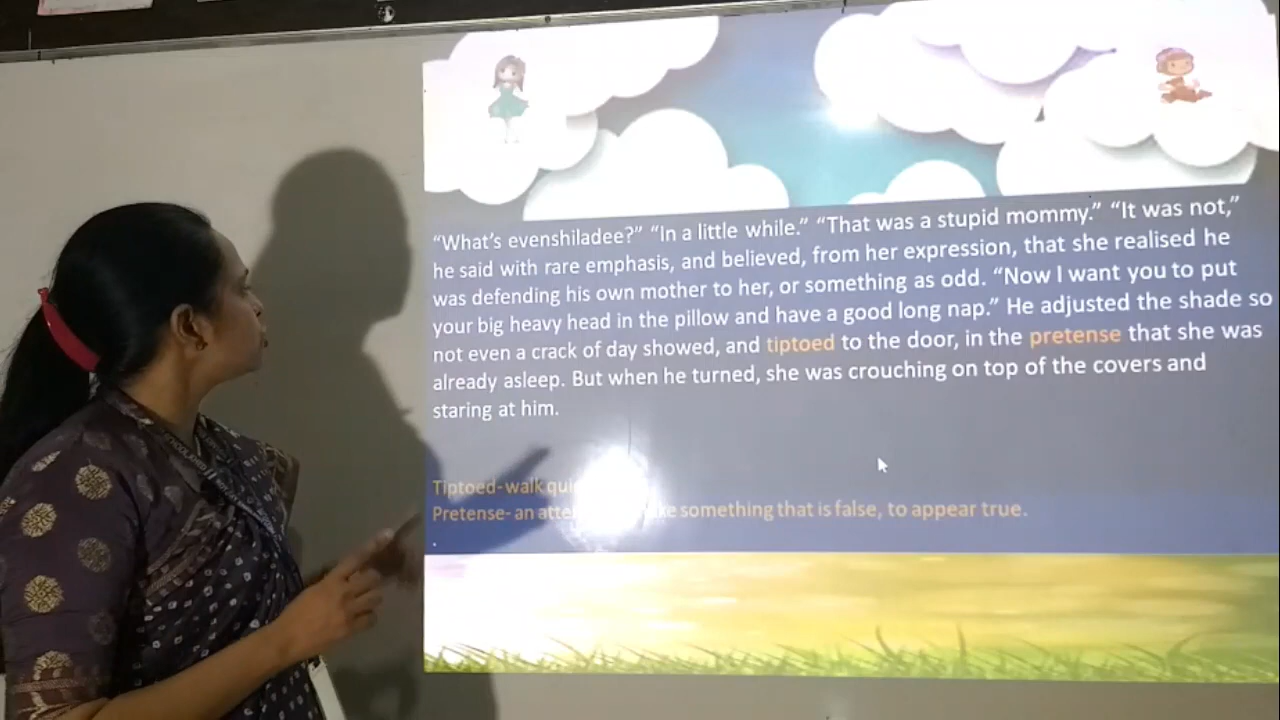 “What’s evenshiladee?” “In a little while.” “That was a stupid mommy.” “It was not,”
he said with rare emphasis, and believed, from her expression, that she realised he
was defending his own mother to her, or something as odd. “Now I want you to put
your big heavy head in the pillow and have a good long nap.” He adjusted the shade so
not even a crack of day showed, and tiptoed to the door, in the pretense that she was
already asleep. But when he turned, she was crouching on top of the covers and
staring at him.
Tiptoed- walk
Pretense- an something that is false, to appear true.